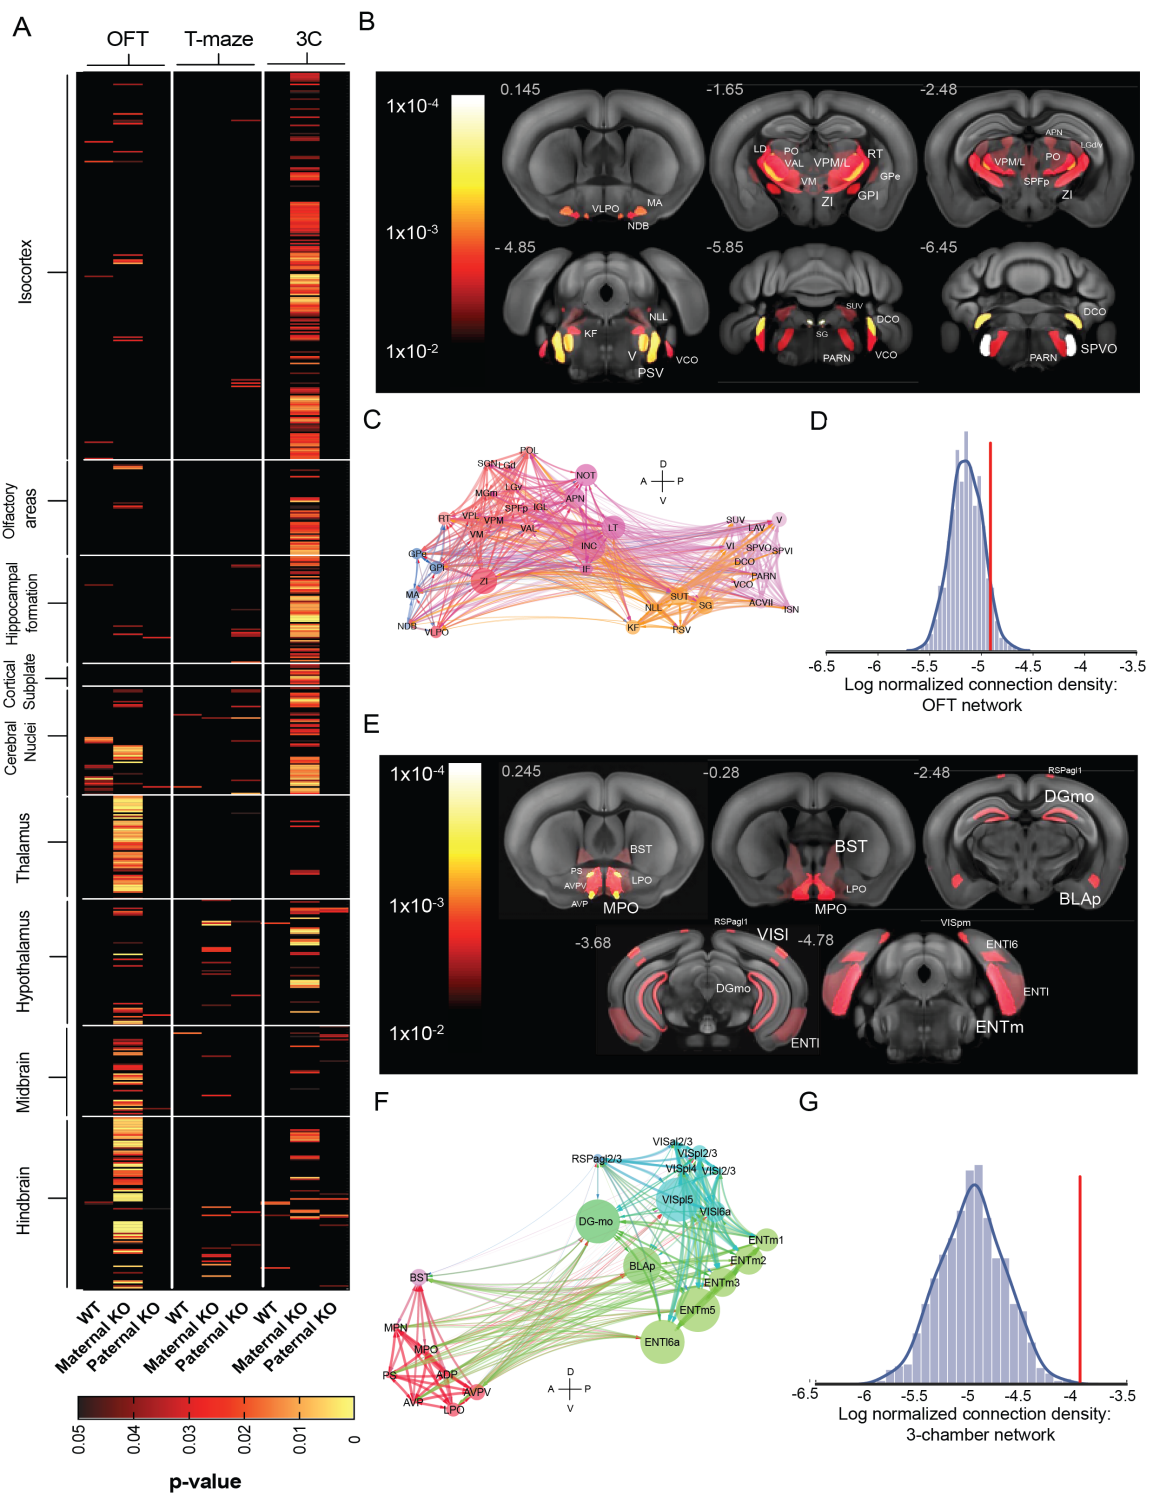 A
OFT
T-maze
3C
Isocortex
Olfactory
areas
Hippocampal
formation
Cortical
Subplate
Cerebral
Nuclei
Thalamus
Hypothalamus
Midbrain
Hindbrain
WT
Maternal KO
Paternal KO
WT
Maternal KO
Paternal KO
WT
Maternal KO
Paternal KO
0.05
0.04
0.03
0.02
0.01
0
p-value
B
1x10-4
1x10-3
1x10-2
0.145
VLPO
MA
NDB
-1.65
LD
PO
VAL
VPM/L
RT
GPe
VM
ZI
GPI
-2.48
APN
LGd/v
VPM/L
PO
SPFp
ZI
- 4.85
NLL
KF
V
VCO
PSV
-5.85
SUV
DCO
SG
PARN
VCO
-6.45
DCO
PARN
SPVO
C
POL
SGN
LGd
NOT
MGm
LGv
APN
SPFp
IGL
RT
VPL
VPM
VAL
LT
VM
INC
GPe
GPi
IF
ZI
MA
NDB
VLPO
D
A
P
V
SUV
LAV
V
VI
SPVO
SPVI
DCO
PARN
VCO
SUT
NLL
SG
ACVII
ISN
KF
PSV
D
-6.5
-6
-5.5
-5
-4.5
-4
-3.5
Log normalized connection density:
OFT network
E
1x10-4
1x10-3
1x10-2
0.245
BST
PS
LPO
AVPV
AVP
MPO
-0.28
BST
LPO
MPO
-2.48
RSPagl1
DGmo
BLAp
-3.68
RSPagl1
VISl
DGmo
ENTl
-4.78
VISpm
ENTl6
ENTl
ENTm
F
VISal2/3
RSPagl2/3
VISpl2/3
VISpl4
VISl2/3
VISpl5
VISl6a
DG-mo
ENTm1
BLAp
ENTm2
ENTm3
BST
ENTm5
MPN
ENTl6a
MPO
PS
ADP
AVPV
AVP
LPO
D
A
P
V
G
-6.5
-6
-5.5
-5
-4.5
-4
-3.5
Log normalized connection density:
3-chamber network